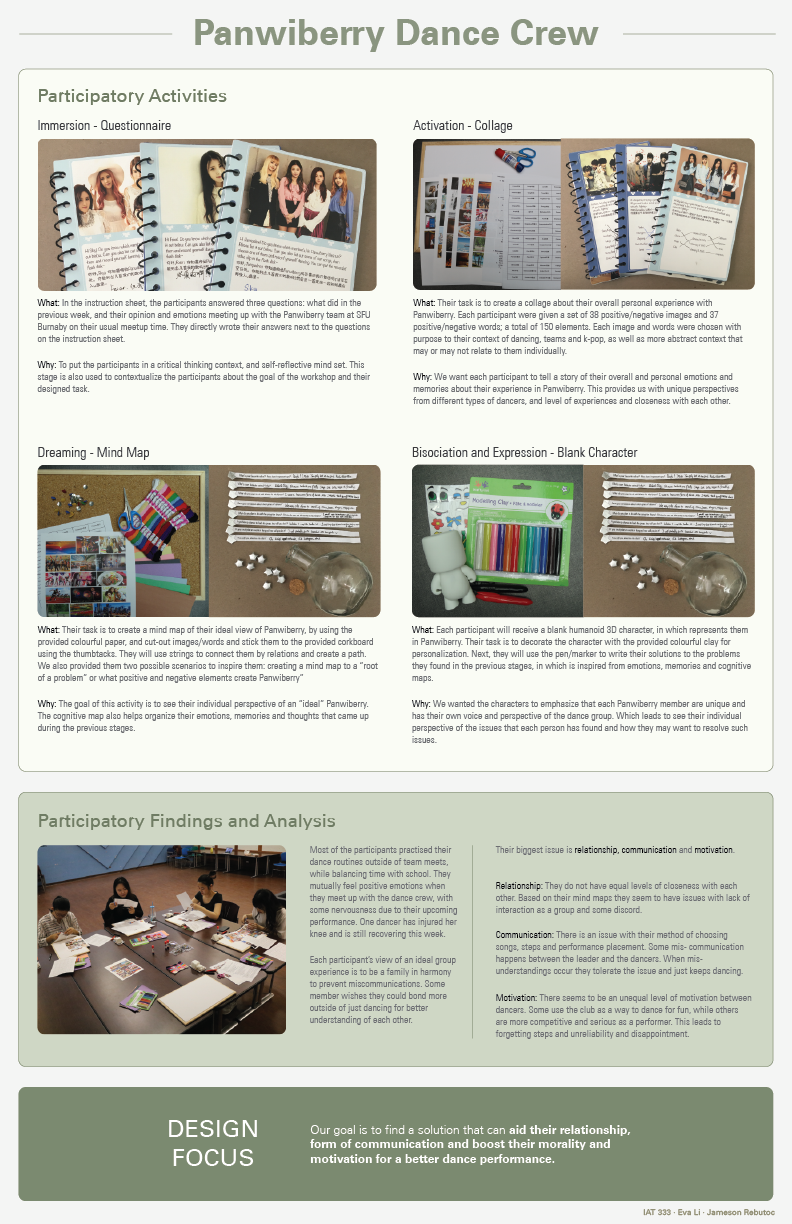 Panwiberry Dance Crew
Participatory Activities
Immersion - Questionnaire
What: In the instruction sheet, the participants answered three questions: what did in the
previous week, and their opinion and emotions meeting up with the Panwiberry team at SFU
Burnaby on their usual meetup time. They directly wrote their answers next to the questions
on the instruction sheet.
Why: To put the participants in a critical thinking context, and self-reflective mind set. This
stage is also used to contextualize the participants about the goal of the workshop and their
designed task.
Activation - Collage
What: Their task is to create a collage about their overall personal experience with
Panwiberry. Each participant were given a set of 38 positive/negative images and 37
positive/negative words; a total of 150 elements. Each image and words were chosen with
purpose to their context of dancing, teams and k-pop, as well as more abstract context that
may or may not relate to them individually.
Why: We want each participant to tell a story of their overall and personal emotions and
memories about their experience in Panwiberry. This provides us with unique perspectives
from different types of dancers, and level of experiences and closeness with each other.
Dreaming - Mind Map
What: Their task is to create a mind map of their ideal view of Panwiberry, by using the
provided colourful paper, and cut-out images/words and stick them to the provided corkboard
using the thumbtacks. They will use strings to connect them by relations and create a path.
We also provided them two possible scenarios to inspire them: creating a mind map to a "root
of a problem" or what positive and negative elements create Panwiberry"
Why: The goal of this activity is to see their individual perspective of an "ideal" Panwiberry.
The cognitive map also helps organize their emotions, memories and thoughts that came up
during the previous stages.
Bisociation and Expression - Blank Character
Modelling Clay
What: Each participant will receive a blank humanoid 3D character, in which represents them
in Panwiberry. Their task is to decorate the character with the provided colourful clay for
personalization. Next, they will use the pen/marker to write their solutions to the problems
they found in the previous stages, in which is inspired from emotions, memories and cognitive
maps.
Why: We wanted the characters to emphasize that each Panwiberry member are unique and
has their own voice and perspective of the dance group. Which leads to see their individual
perspective of the issues that each person has found and how they may want to resolve such
issues.
Participatory Findings and Analysis
Most of the participants practised their
dance routines outside of team meets,
while balancing time with school. They
mutually feel positive emotions when
they meet up with the dance crew, with
some nervousness due to their upcoming
performance. One dancer has injured her
knee and is still recovering this week.
Each participant's view of an ideal group
experience is to be a family in harmony
to prevent miscommunications. Some
member wishes they could bond more
outside of just dancing for better
understanding of each other.
Their biggest issue is relationship, communication and motivation.
Relationship: They do not have equal levels of closeness with each
other. Based on their mind maps they seem to have issues with lack of
interaction as a group and some discord.
Communication: There is an issue with their method of choosing
songs, steps and performance placement. Some mis- communication
happens between the leader and the dancers. When mis-
understandings occur they tolerate the issue and just keeps dancing.
Motivation: There seems to be an unequal level of motivation between
dancers. Some use the club as a way to dance for fun, while others
are more competitive and serious as a performer. This leads to
forgetting steps and unreliability and disappointment.
DESIGN
FOCUS
Our goal is to find a solution that can aid their relationship,
form of communication and boost their morality and
motivation for a better dance performance.
IAT 333 · Eva Li · Jameson Rebutoc